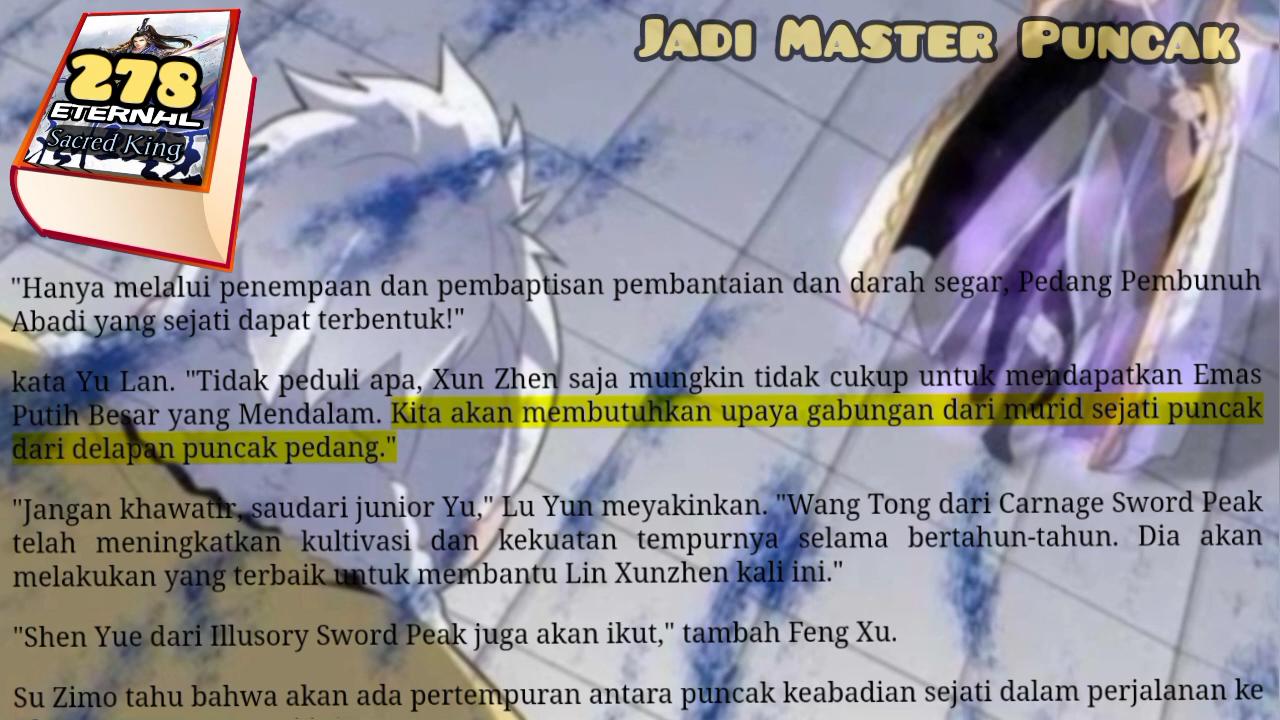 Jadi Master Puncak
278
ETERNAL
Sacred King
"Hanya melalui penempaan dan pembaptisan pembantaian dan darah segar, Pedang Pembunuh
Abadi yang sejati dapat terbentuk!"
kata Yu Lan. "Tidak peduli apa, Xun Zhen saja mungkin tidak cukup untuk mendapatkan Emas
Putih Besar yang Mendalam. Kita akan membutuhkan upaya gabungan dari murid sejati puncak
dari delapan puncak pedang."
"Jangan khawatir, saudari junior Yu," Lu Yun meyakinkan. "Wang Tong dari Carnage Sword Peak
telah meningkatkan kultivasi dan kekuatan tempurnya selama bertahun-tahun. Dia akan
melakukan yang terbaik untuk membantu Lin Xunzhen kali ini."
"Shen Yue dari Illusory Sword Peak juga akan ikut," tambah Feng Xu.
Su Zimo tahu bahwa akan ada pertempuran antara puncak keabadian sejati dalam perjalanan ke